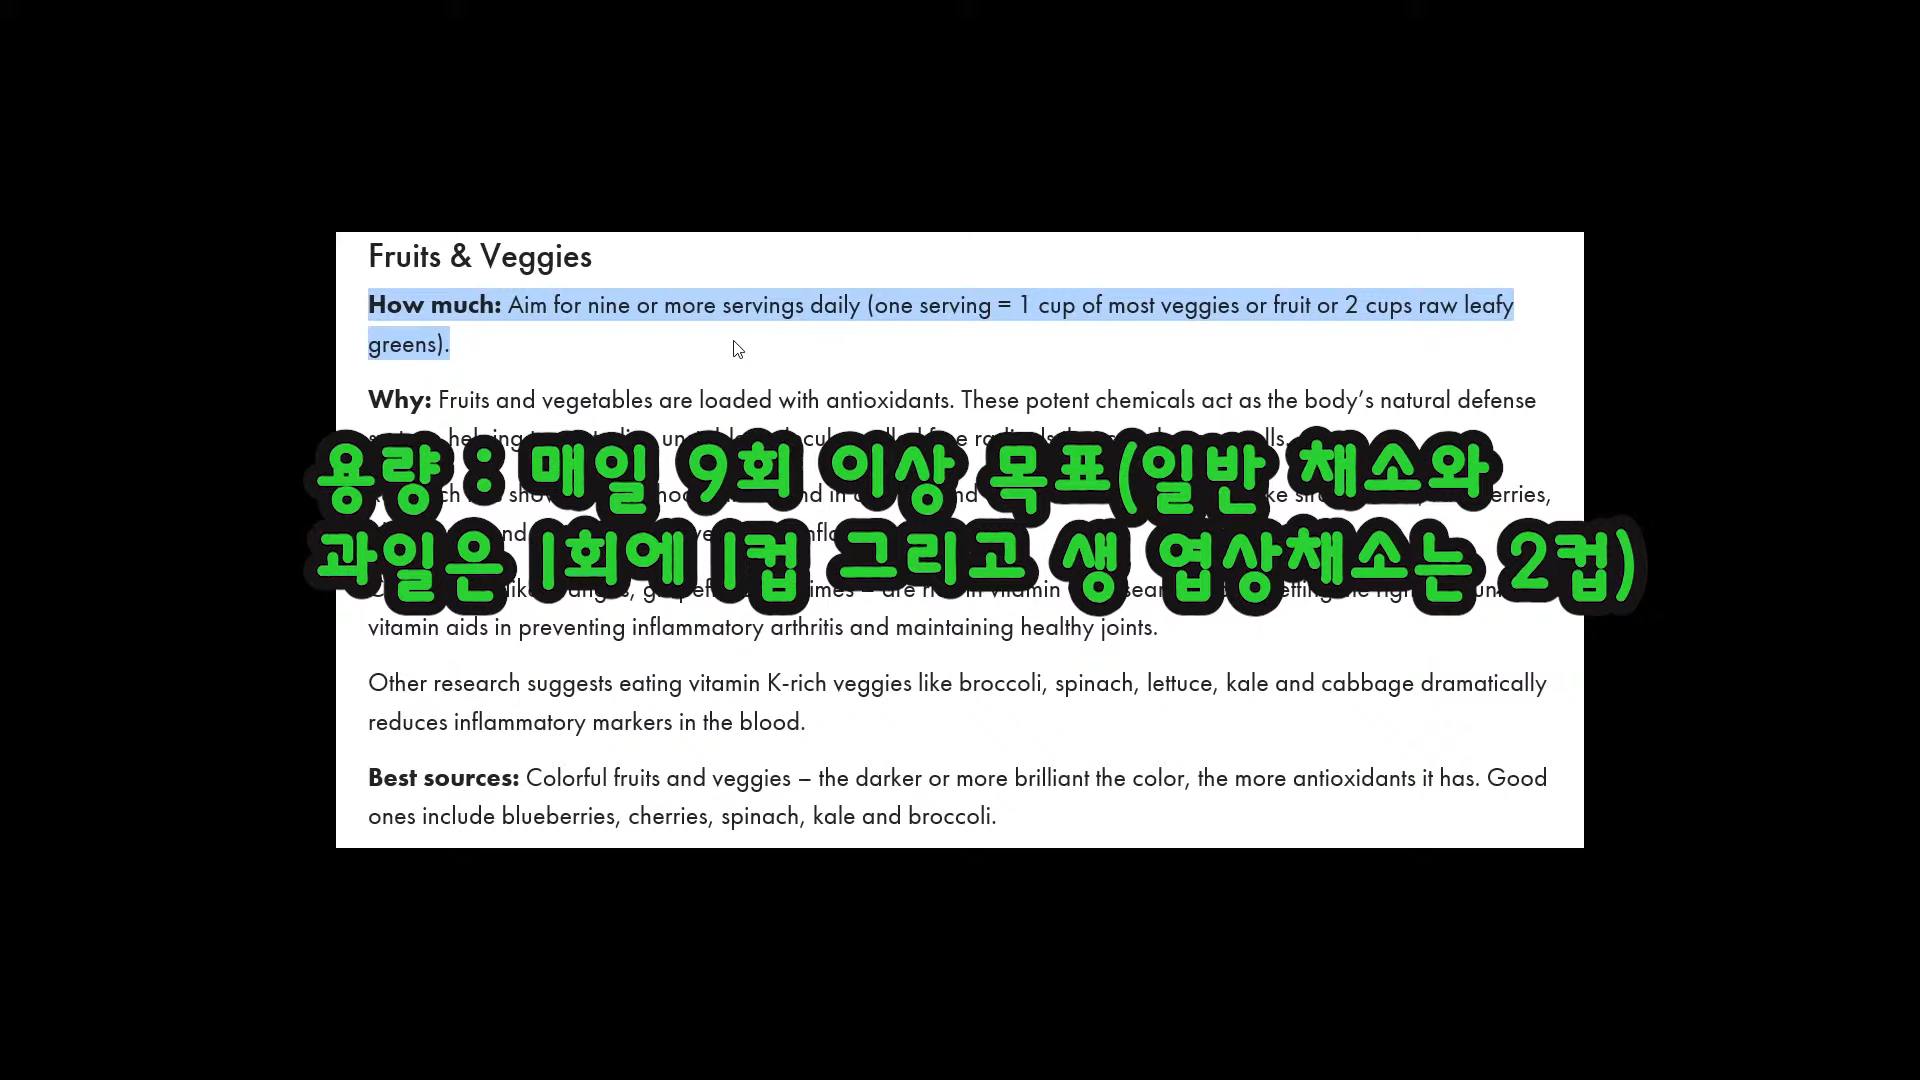 Fruits & Veggies
How much: Aim for nine or more servings daily (one serving = 1 cup of most veggies or fruit or 2 cups raw leafy
greens).
Why: Fruits and vegetables are loaded with antioxidants. These potent chemicals act as the body’s natural defense
용량 : 매일 9회 이상 목표(일반 채소와
과일은 1회에 1컵 그리고 생 엽상채소는 2컵)
vitamin aids in preventing inflammatory arthritis and maintaining healthy joints.
Other research suggests eating vitamin K-rich veggies like broccoli, spinach, lettuce, kale and cabbage dramatically
reduces inflammatory markers in the blood.
Best sources: Colorful fruits and veggies – the darker or more brilliant the color, the more antioxidants it has. Good
ones include blueberries, cherries, spinach, kale and broccoli.